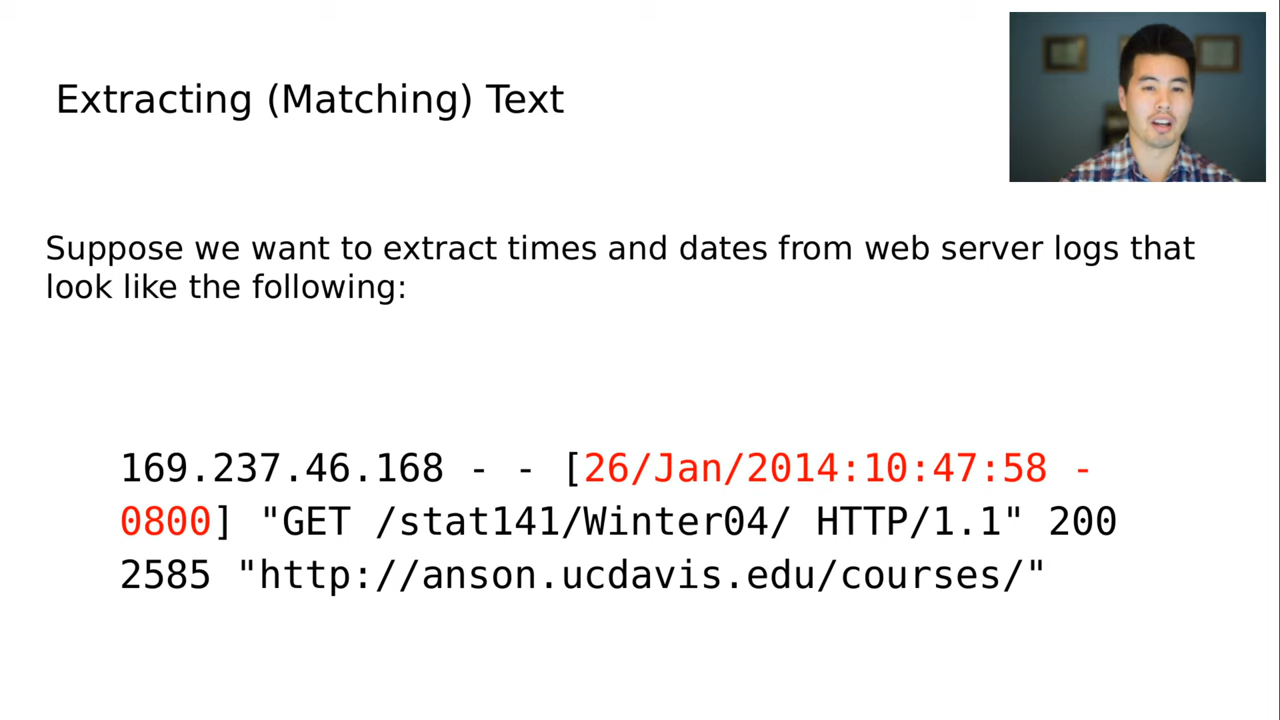 Extracting (Matching) Text
Suppose we want to extract times and dates from web server logs that
look like the following:
169.237.46.168 - - [26/Jan/2014:10:47:58 -
0800] "GET /stat141/Winter04/ HTTP/1.1" 200
2585 "http://anson.ucdavis.edu/courses/"